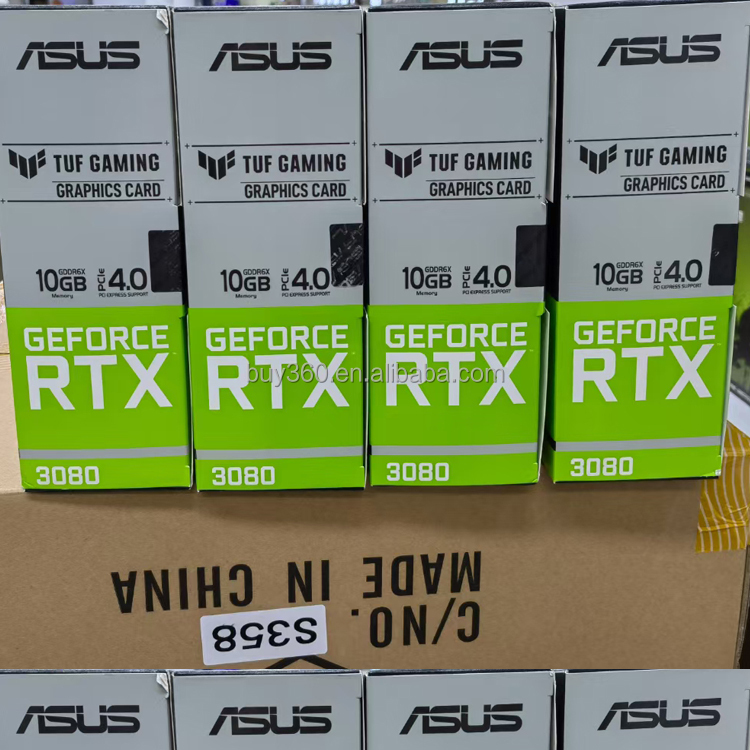 ASUS ASUS ASUS ASUS
TUF GAMING TUF GAMING TUF GAMING TUF GAMING
GRAPHICS CARD GRAPHICS CARD GRAPHICS CARD GRAPHICS CARD
10GB GDDR6X Memory PCIe 4.0 PCI EXPRESS SUPPORT 10GB GDDR6X Memory PCIe 4.0 PCI EXPRESS SUPPORT 10GB GDDR6X Memory PCIe 4.0 PCI EXPRESS SUPPORT 10GB GDDR6X Memory PCIe 4.0 PCI EXPRESS SUPPORT
GEFORCE GEFORCE GEFORCE GEFORCE
RTX RTX RTX RTX
buy360.en.alibaba.com
3080 3080 3080 3080
C/NO. S358
MADE IN CHINA
ASUS ASUS ASUS ASUS